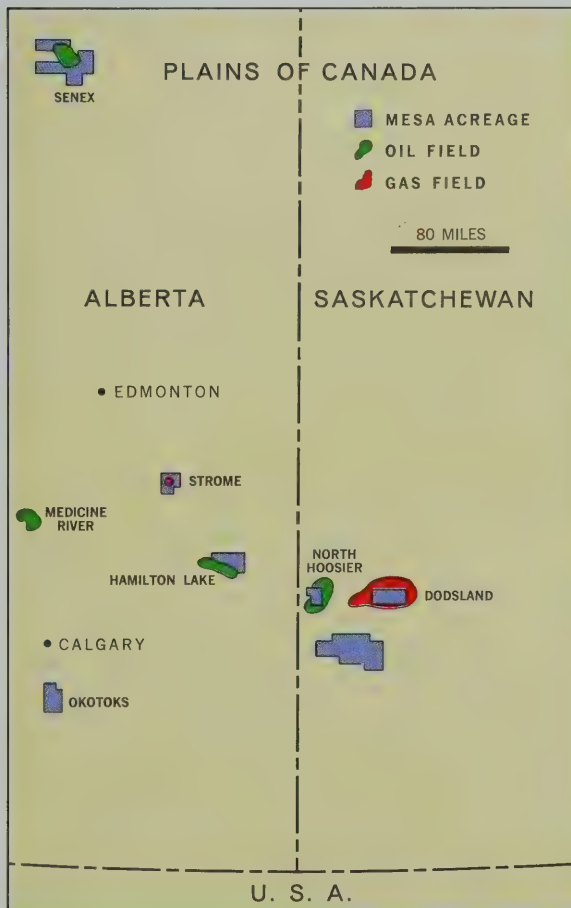 PLAINS OF CANADA
SENEX
MESA ACREAGE
OIL FIELD
GAS FIELD
80 MILES
ALBERTA
SASKATCHEWAN
EDMONTON
STROME
MEDICINE
RIVER
HAMILTON LAKE
NORTH
HOOSIER
DODSLAND
CALGARY
OKOTOKS
U. S. A.